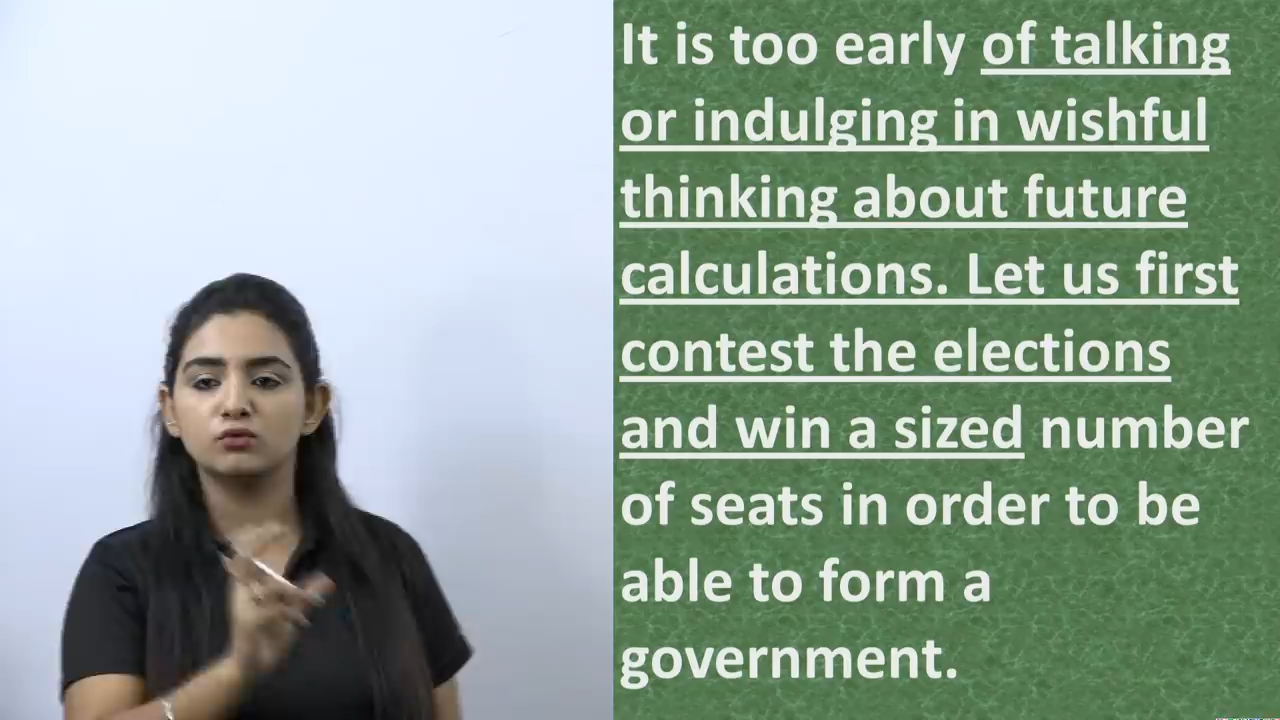 It is too early of talking
or indulging in wishful
thinking about future
calculations. Let us first
contest the elections
and win a sized number
of seats in order to be
able to form a
government.